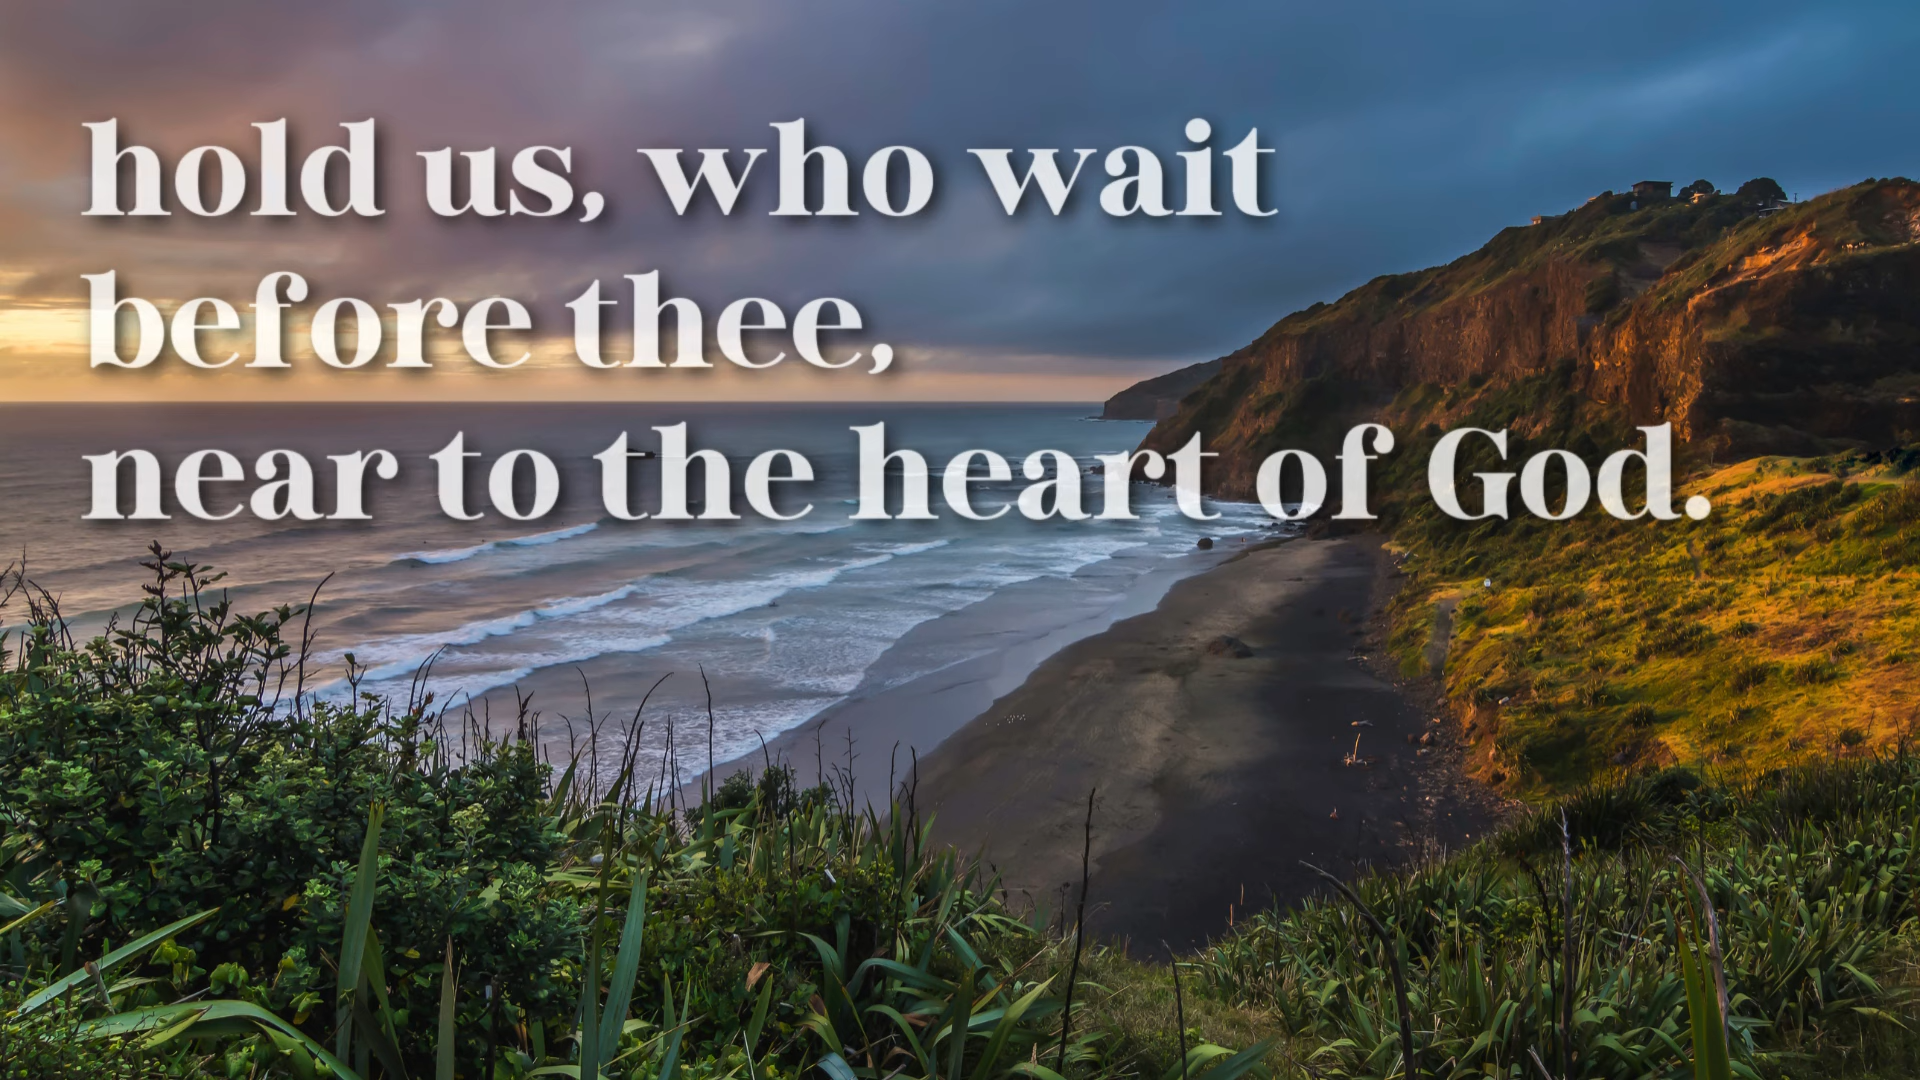 hold us, who wait
before thee,
near to the heart of God.